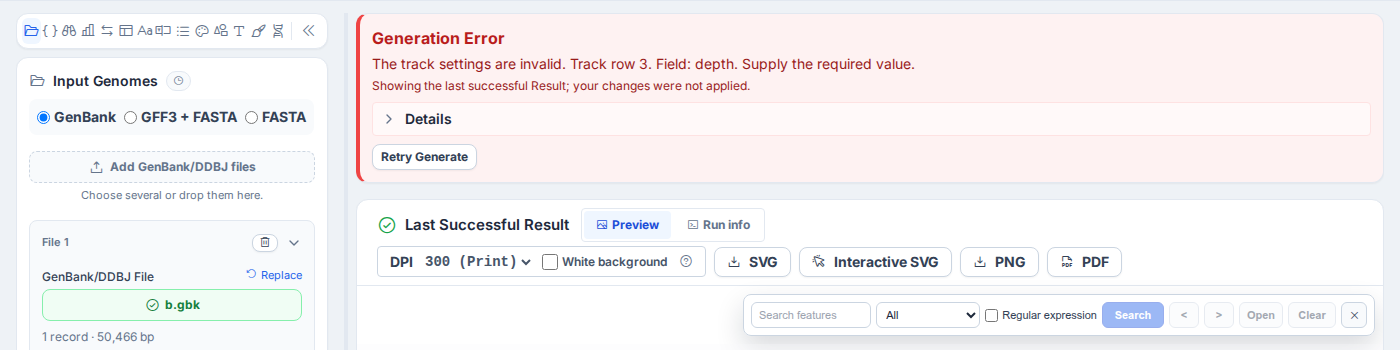 { } Aa T
Input Genomes
GenBank GFF3 + FASTA FASTA
Add GenBank/DDBJ files
Choose several or drop them here.
File 1
GenBank/DDBJ File Replace
b.gbk
1 record · 50,466 bp
Generation Error
The track settings are invalid. Track row 3. Field: depth. Supply the required value.
Showing the last successful Result; your changes were not applied.
Details
Retry Generate
Last Successful Result Preview Run info
DPI 300 (Print) White background SVG Interactive SVG PNG PDF
Search features All Regular expression Search < > Open Clear ×